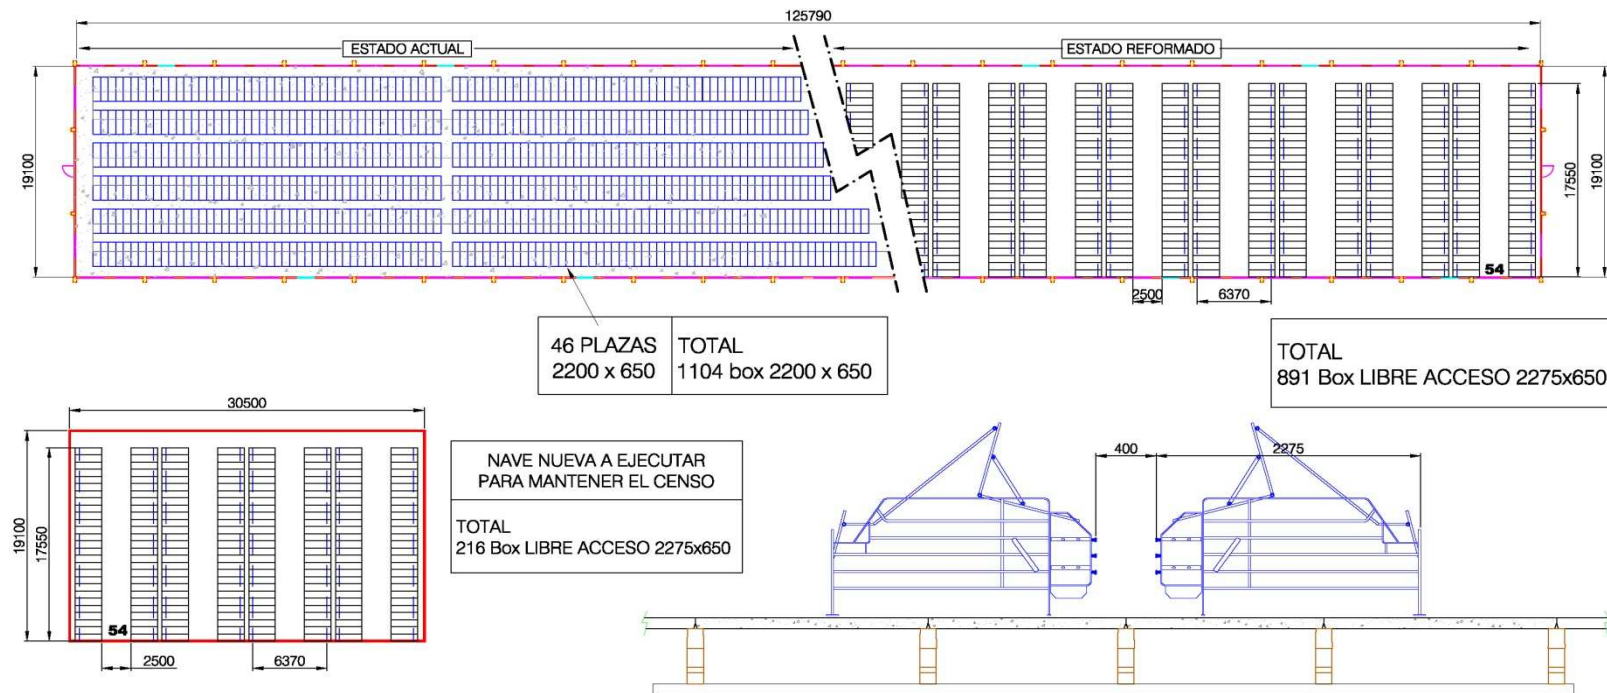 125790
ESTADO ACTUAL
ESTADO REFORMADO
19100
17550
19100
54
2500
6370
46 PLAZAS
2200 x 650
TOTAL
1104 box 2200 x 650
TOTAL
891 Box LIBRE ACCESO 2275x650
30500
19100
17550
54
2500
6370
NAVE NUEVA A EJECUTAR
PARA MANTENER EL CENSO
TOTAL
216 Box LIBRE ACCESO 2275x650
400
2275